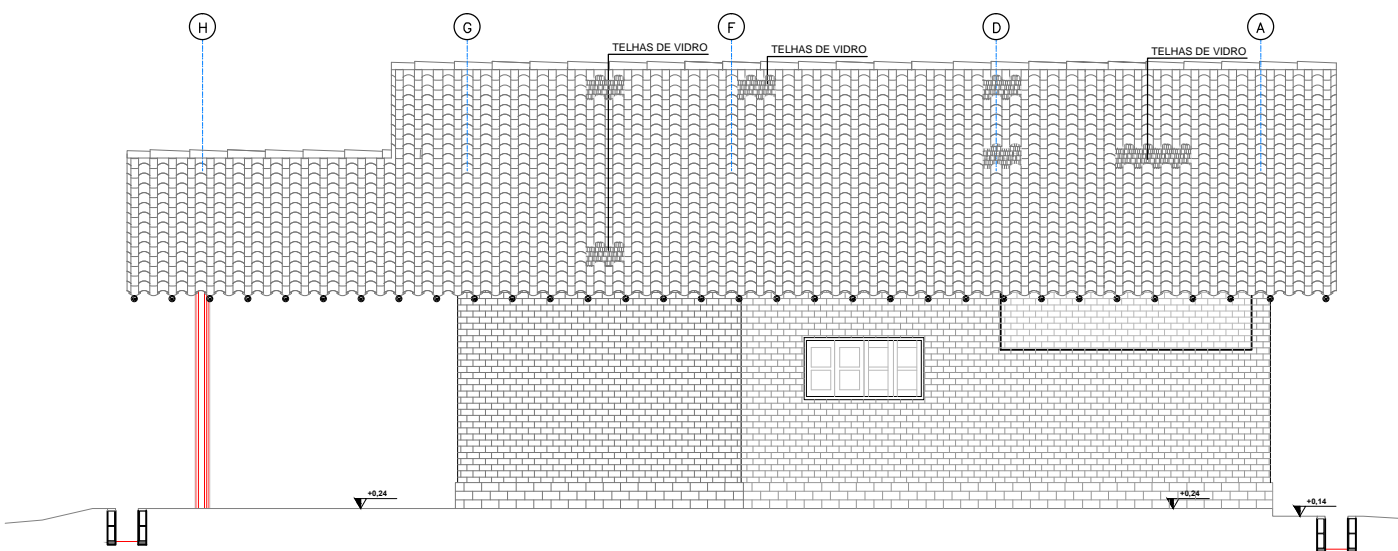 H
G
F
D
A
TELHAS DE VIDRO
TELHAS DE VIDRO
TELHAS DE VIDRO
+0,24
+0,24
+0,14